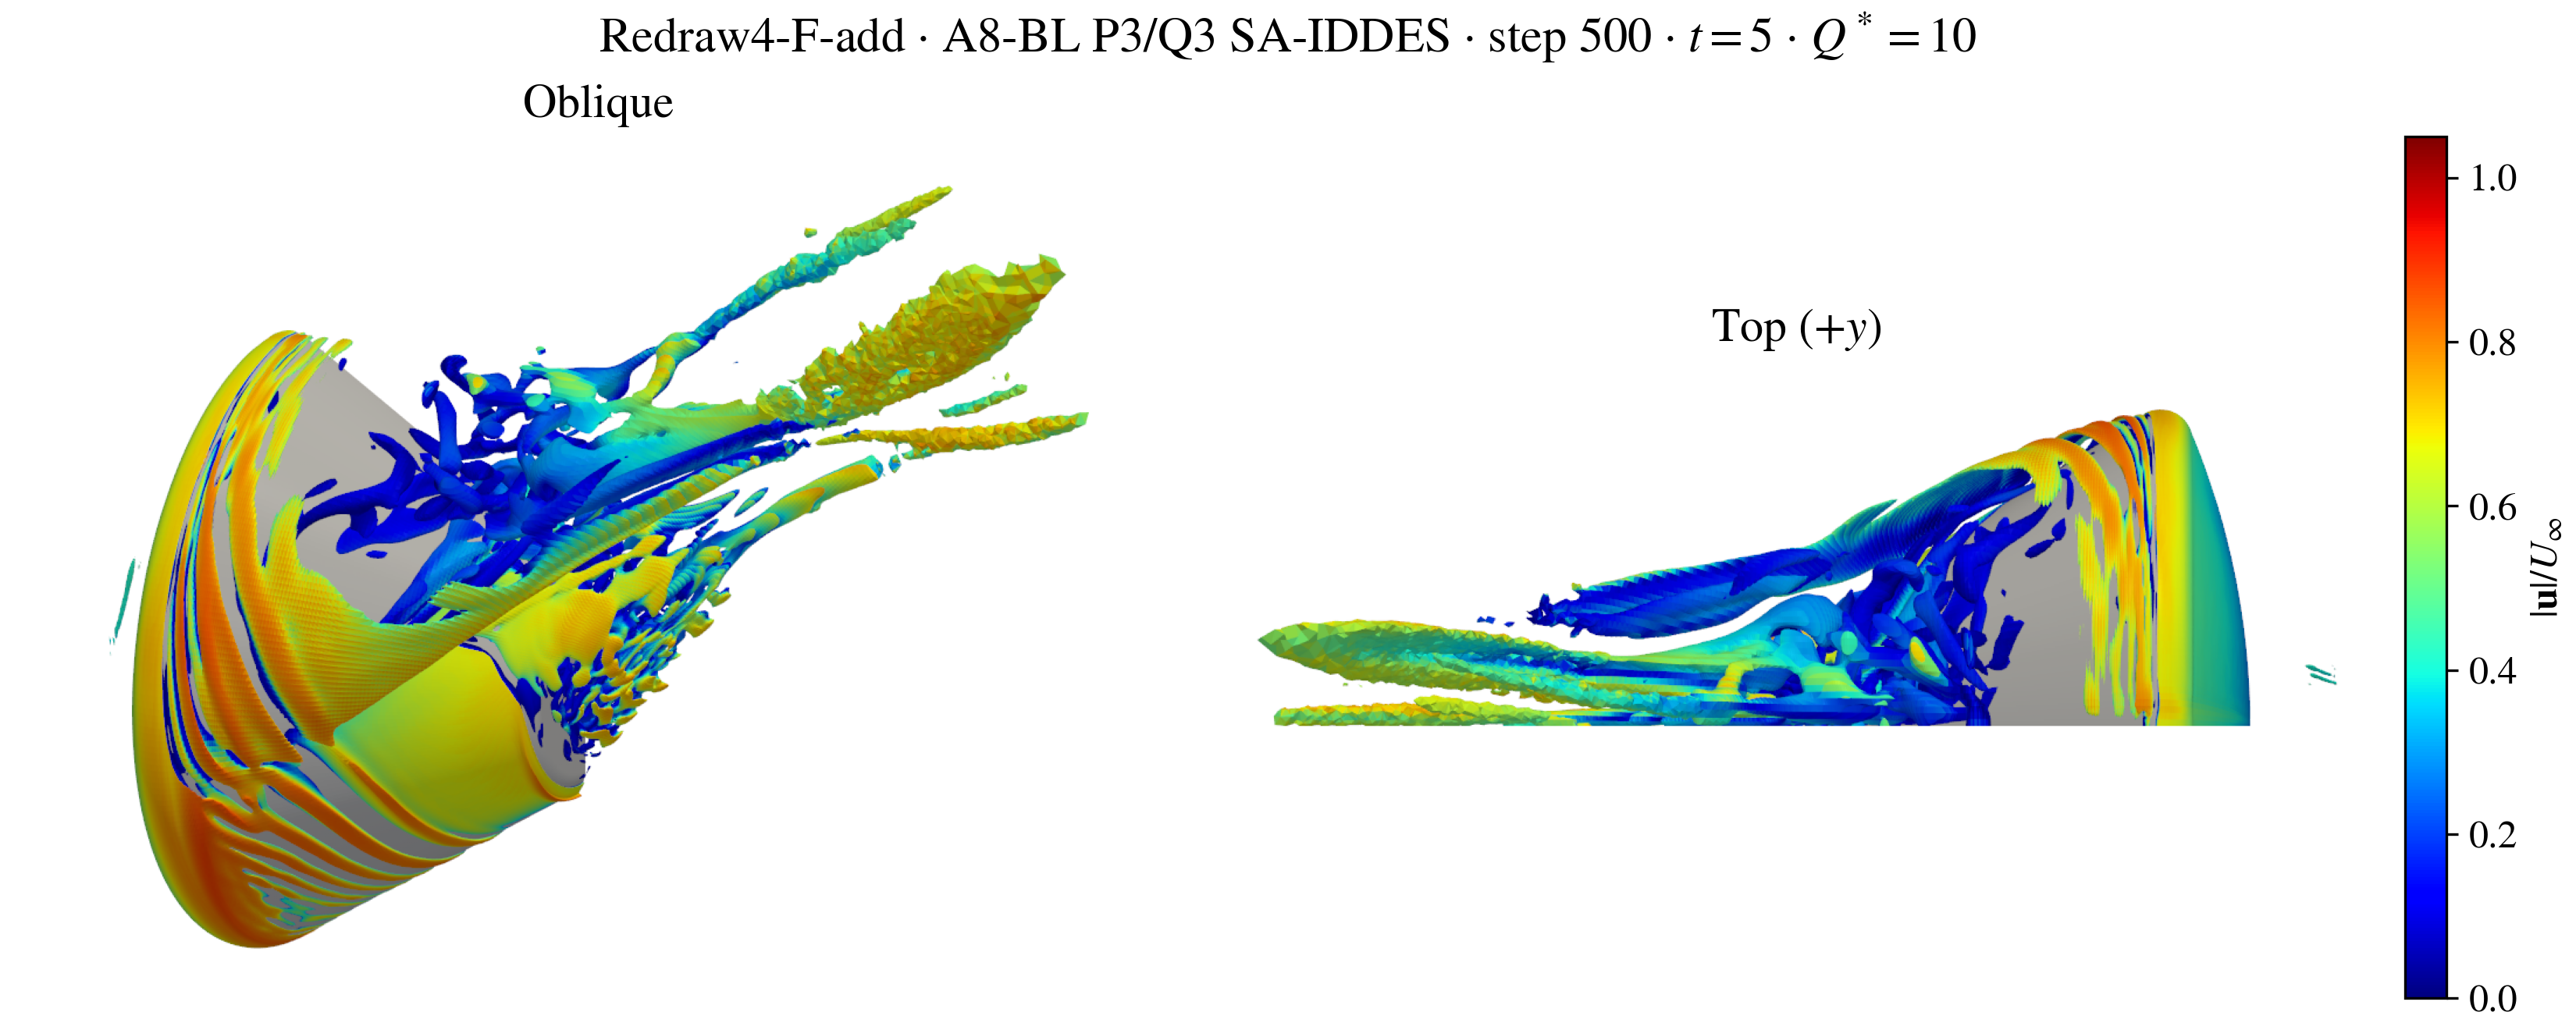 Redraw4-F-add · A8-BL P3/Q3 SA-IDDES · step 500 · t = 5 · Q* = 10
Oblique
Top (+y)
1.0
0.8
0.6
0.4
0.2
0.0
|u|/U∞